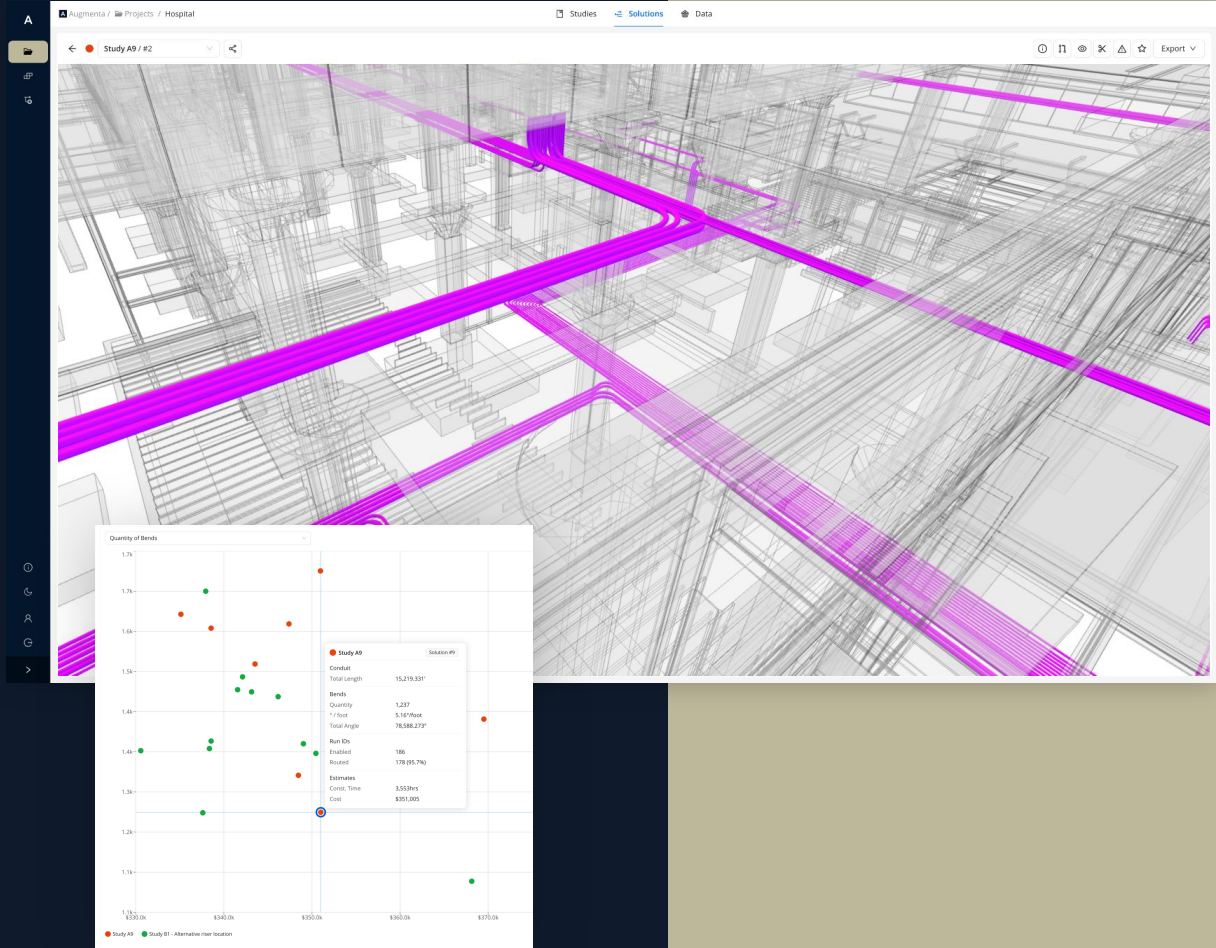 A
A Augmenta / Projects / Hospital
Studies
Solutions
Data
Study A9 / #2
Export
Quantity of Bends
1.7k
1.7k
1.6k
1.5k
1.4k
1.4k
1.3k
1.2k
1.1k
1.1k
$330.0k
$340.0k
$350.0k
$360.0k
$370.0k
Study A9
Solution #9
Conduit
Total Length 15,219.331'
Bends
Quantity 1,237
° / foot 5.16°/foot
Total Angle 78,588.273°
Run IDs
Enabled 186
Routed 178 (95.7%)
Estimates
Const. Time 3,553hrs
Cost $351,005
Study A9
Study B1 - Alternative riser location